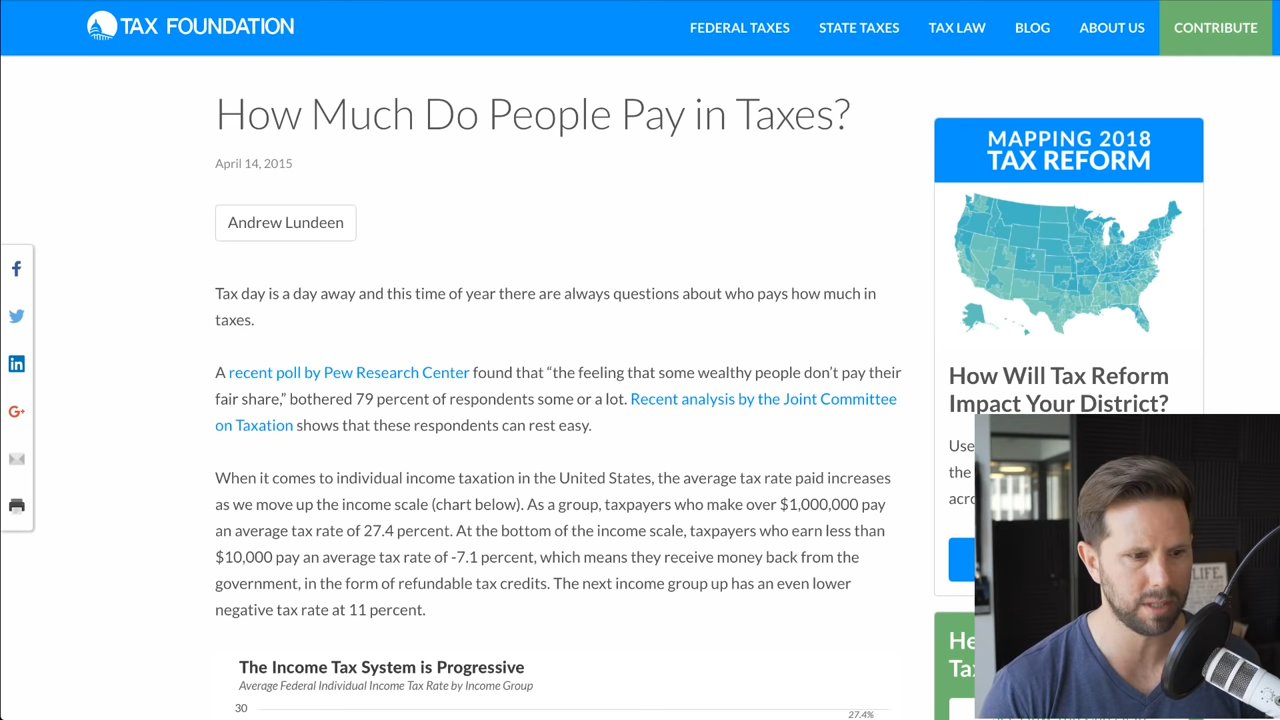 TAX FOUNDATION
FEDERAL TAXES STATE TAXES TAX LAW BLOG ABOUT US CONTRIBUTE
How Much Do People Pay in Taxes?
April 14, 2015
Andrew Lundeen
Tax day is a day away and this time of year there are always questions about who pays how much in
taxes.
A recent poll by Pew Research Center found that “the feeling that some wealthy people don’t pay their
fair share,” bothered 79 percent of respondents some or a lot. Recent analysis by the Joint Committee
on Taxation shows that these respondents can rest easy.
When it comes to individual income taxation in the United States, the average tax rate paid increases
as we move up the income scale (chart below). As a group, taxpayers who make over $1,000,000 pay
an average tax rate of 27.4 percent. At the bottom of the income scale, taxpayers who earn less than
$10,000 pay an average tax rate of -7.1 percent, which means they receive money back from the
government, in the form of refundable tax credits. The next income group up has an even lower
negative tax rate at 11 percent.
The Income Tax System is Progressive
Average Federal Individual Income Tax Rate by Income Group
30
27.4%
MAPPING 2018
TAX REFORM
How Will Tax Reform
Impact Your District?
Use
the
acro
He
Tax
LIFE.